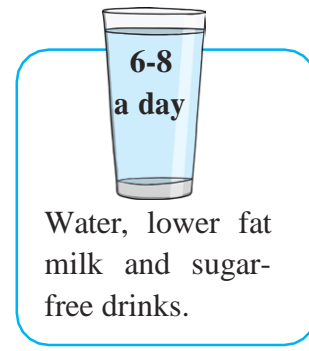 6-8
a day
Water, lower fat
milk and sugar-
free drinks.